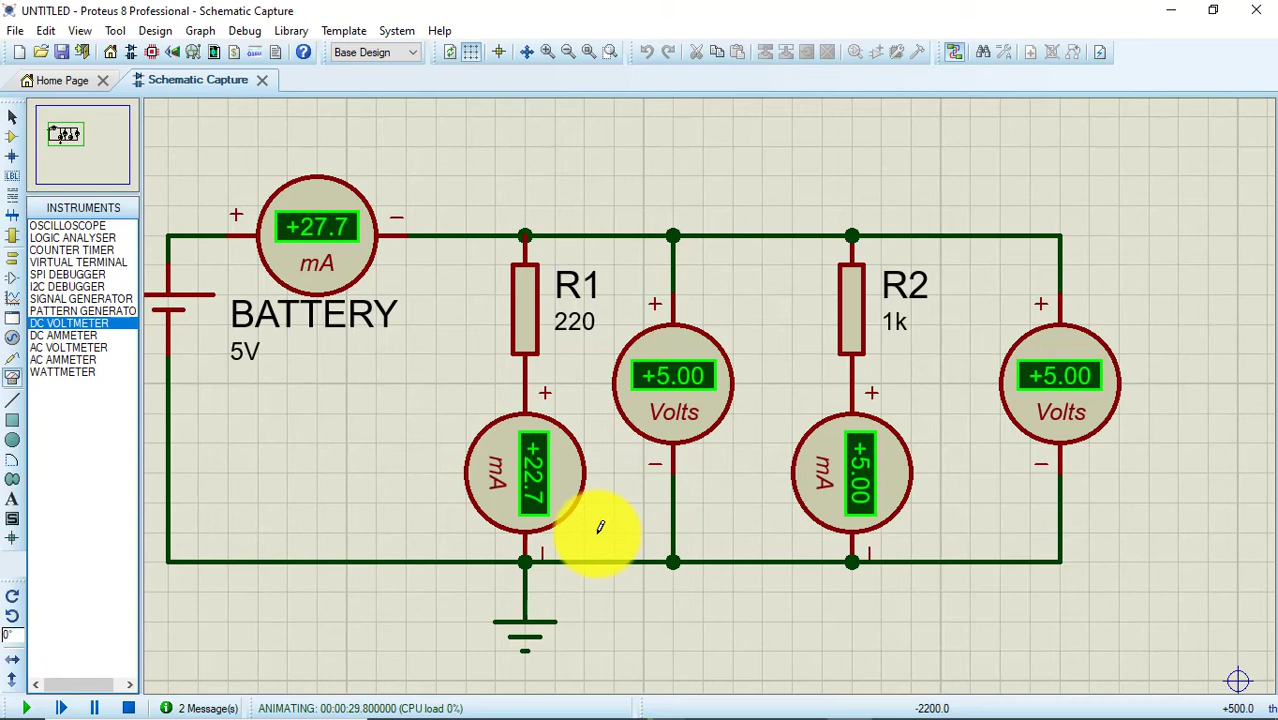 UNTITLED - Proteus 8 Professional - Schematic Capture
File Edit View Tool Design Graph Debug Library Template System Help
Base Design
Home Page
Schematic Capture
INSTRUMENTS
OSCILLOSCOPE
LOGIC ANALYSER
COUNTER TIMER
VIRTUAL TERMINAL
SPI DEBUGGER
I2C DEBUGGER
SIGNAL GENERATOR
PATTERN GENERATO
DC VOLTMETER
DC AMMETER
AC VOLTMETER
AC AMMETER
WATTMETER
LBL
A
S
0°
+ −
+27.7
mA
BATTERY
5V
R1
220
+
+22.7
mA
−
+
+5.00
Volts
−
R2
1k
+
+5.00
mA
−
+
+5.00
Volts
−
2 Message(s)
ANIMATING: 00:00:29.800000 (CPU load 0%)
-2200.0
+500.0
th